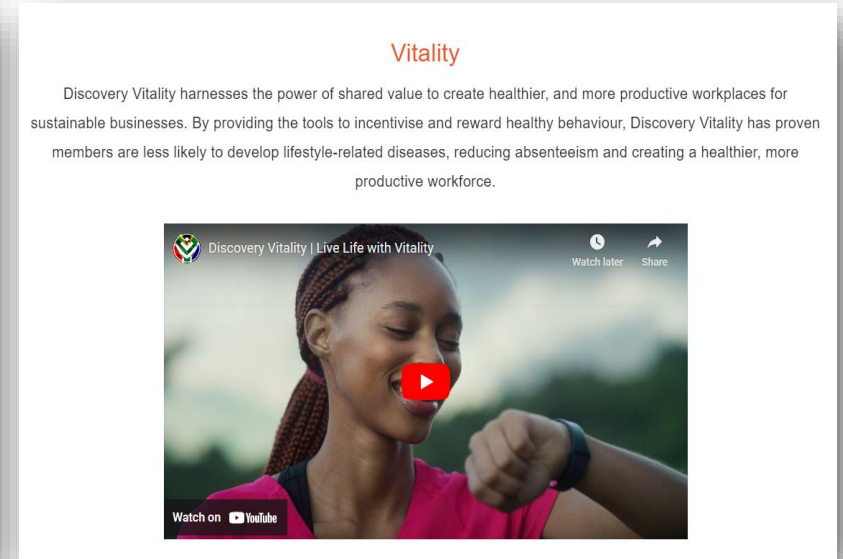 Vitality
Discovery Vitality harnesses the power of shared value to create healthier, and more productive workplaces for
sustainable businesses. By providing the tools to incentivise and reward healthy behaviour, Discovery Vitality has proven
members are less likely to develop lifestyle-related diseases, reducing absenteeism and creating a healthier, more
productive workforce.
Discovery Vitality | Live Life with Vitality
Watch later
Share
Watch on YouTube